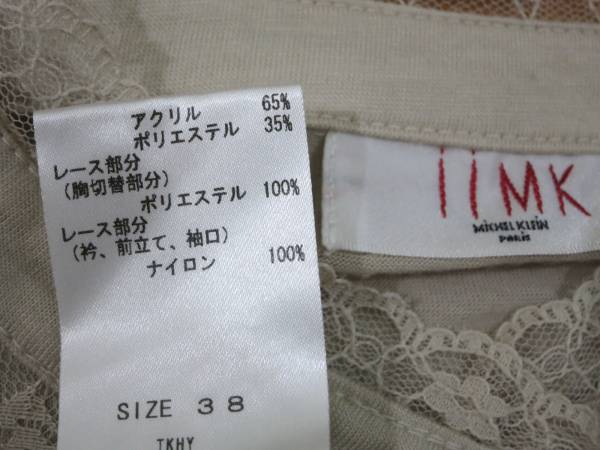 アクリル 65%
ポリエステル 35%
レース部分
(胸切替部分)
ポリエステル 100%
レース部分
(衿、前立て、袖口)
ナイロン 100%
SIZE 38
TKHY
iiMK
MICHEL KLEIN
PARIS